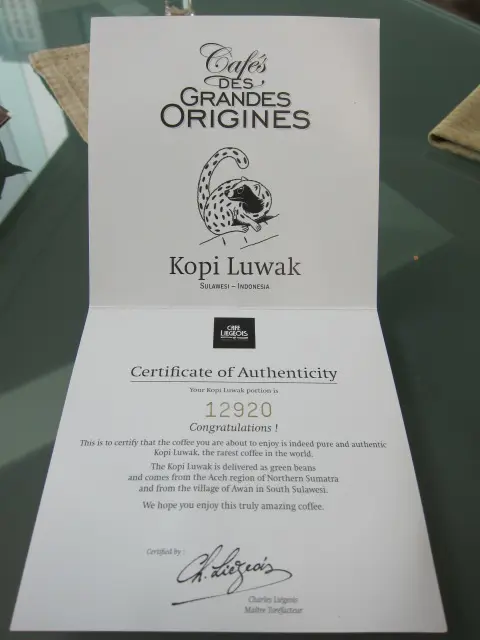 Cafés
DES
GRANDES
ORIGINES
Kopi Luwak
SULAWESI – INDONESIA
CAFÉ
LIÉGEOIS
Certificate of Authenticity
Your Kopi Luwak portion is
12920
Congratulations !
This is to certify that the coffee you are about to enjoy is indeed pure and authentic
Kopi Luwak, the rarest coffee in the world.
The Kopi Luwak is delivered as green beans
and comes from the Aceh region of Northern Sumatra
and from the village of Awan in South Sulawesi.
We hope you enjoy this truly amazing coffee.
Certified by :
Ch. Liégeois
Charles Liégeois
Maître Torréfacteur